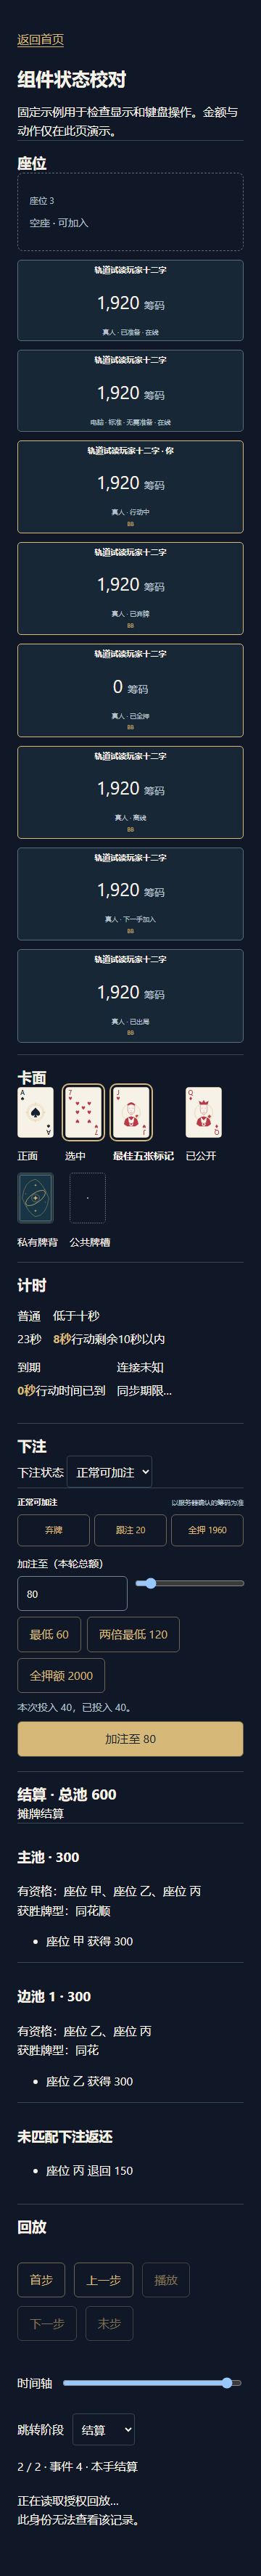 返回首页
组件状态校对
固定示例用于检查显示和键盘操作。金额与
动作仅在此页演示。
座位
座位 3
空座 · 可加入
轨道试读玩家十二字
1,920 筹码
真人 · 已准备 · 在线
轨道试读玩家十二字
1,920 筹码
电脑 · 标准 · 无需准备 · 在线
轨道试读玩家十二字 · 你
1,920 筹码
真人 · 行动中
BB
轨道试读玩家十二字
1,920 筹码
真人 · 已弃牌
BB
轨道试读玩家十二字
0 筹码
真人 · 已全押
BB
轨道试读玩家十二字
1,920 筹码
真人 · 离线
BB
轨道试读玩家十二字
1,920 筹码
真人 · 下一手加入
BB
轨道试读玩家十二字
1,920 筹码
真人 · 已出局
BB
卡面
A A 7 7 J J Q Q
正面 选中 最佳五张标记 已公开
私有牌背 公共牌槽
计时
普通 低于十秒
23秒 8秒行动剩余10秒以内
到期 连接未知
0秒行动时间已到 同步期限...
下注
下注状态 正常可加注
正常可加注 以服务器确认的筹码为准
弃牌 跟注 20 全押 1960
加注至（本轮总额）
80
最低 60 两倍最低 120
全押额 2000
本次投入 40，已投入 40。
加注至 80
结算 · 总池 600
摊牌结算
主池 · 300
有资格：座位 甲、座位 乙、座位 丙
获胜牌型：同花顺
• 座位 甲 获得 300
边池 1 · 300
有资格：座位 乙、座位 丙
获胜牌型：同花
• 座位 乙 获得 300
未匹配下注返还
• 座位 丙 退回 150
回放
首步 上一步 播放
下一步 末步
时间轴
跳转阶段 结算
2 / 2 · 事件 4 · 本手结算
正在读取授权回放...
此身份无法查看该记录。